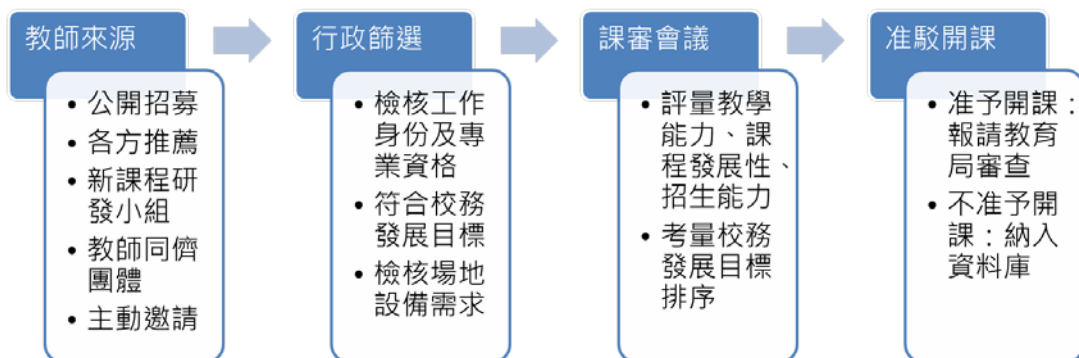 教師來源
• 公開招募
• 各方推薦
• 新課程研
發小組
• 教師同儕
團體
• 主動邀請
行政篩選
• 檢核工作
身份及專
業資格
• 符合校務
發展目標
• 檢核場地
設備需求
課審會議
• 評量教學
能力、課
程發展性、
招生能力
• 考量校務
發展目標
排序
准駁開課
• 准予開課：
報請教育
局審查
• 不准予開
課：納入
資料庫